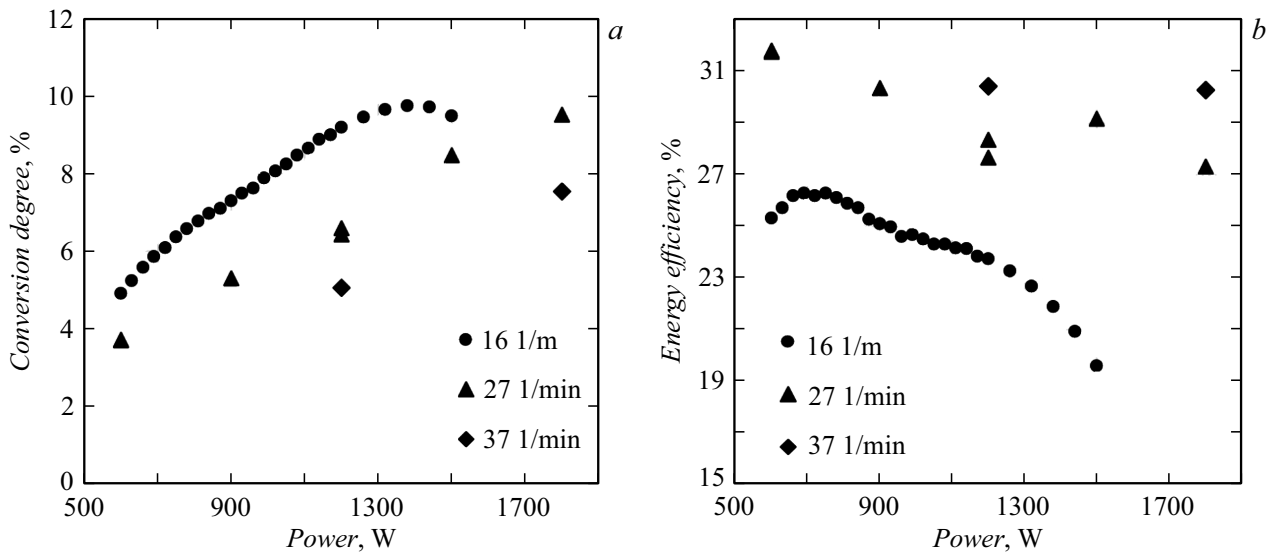 a
12
10
8
6
4
2
0
Conversion degree, %
16 1/m
27 1/min
37 1/min
500 900 1300 1700
Power, W
b
31
27
23
19
15
Energy efficiency, %
16 1/m
27 1/min
37 1/min
500 900 1300 1700
Power, W